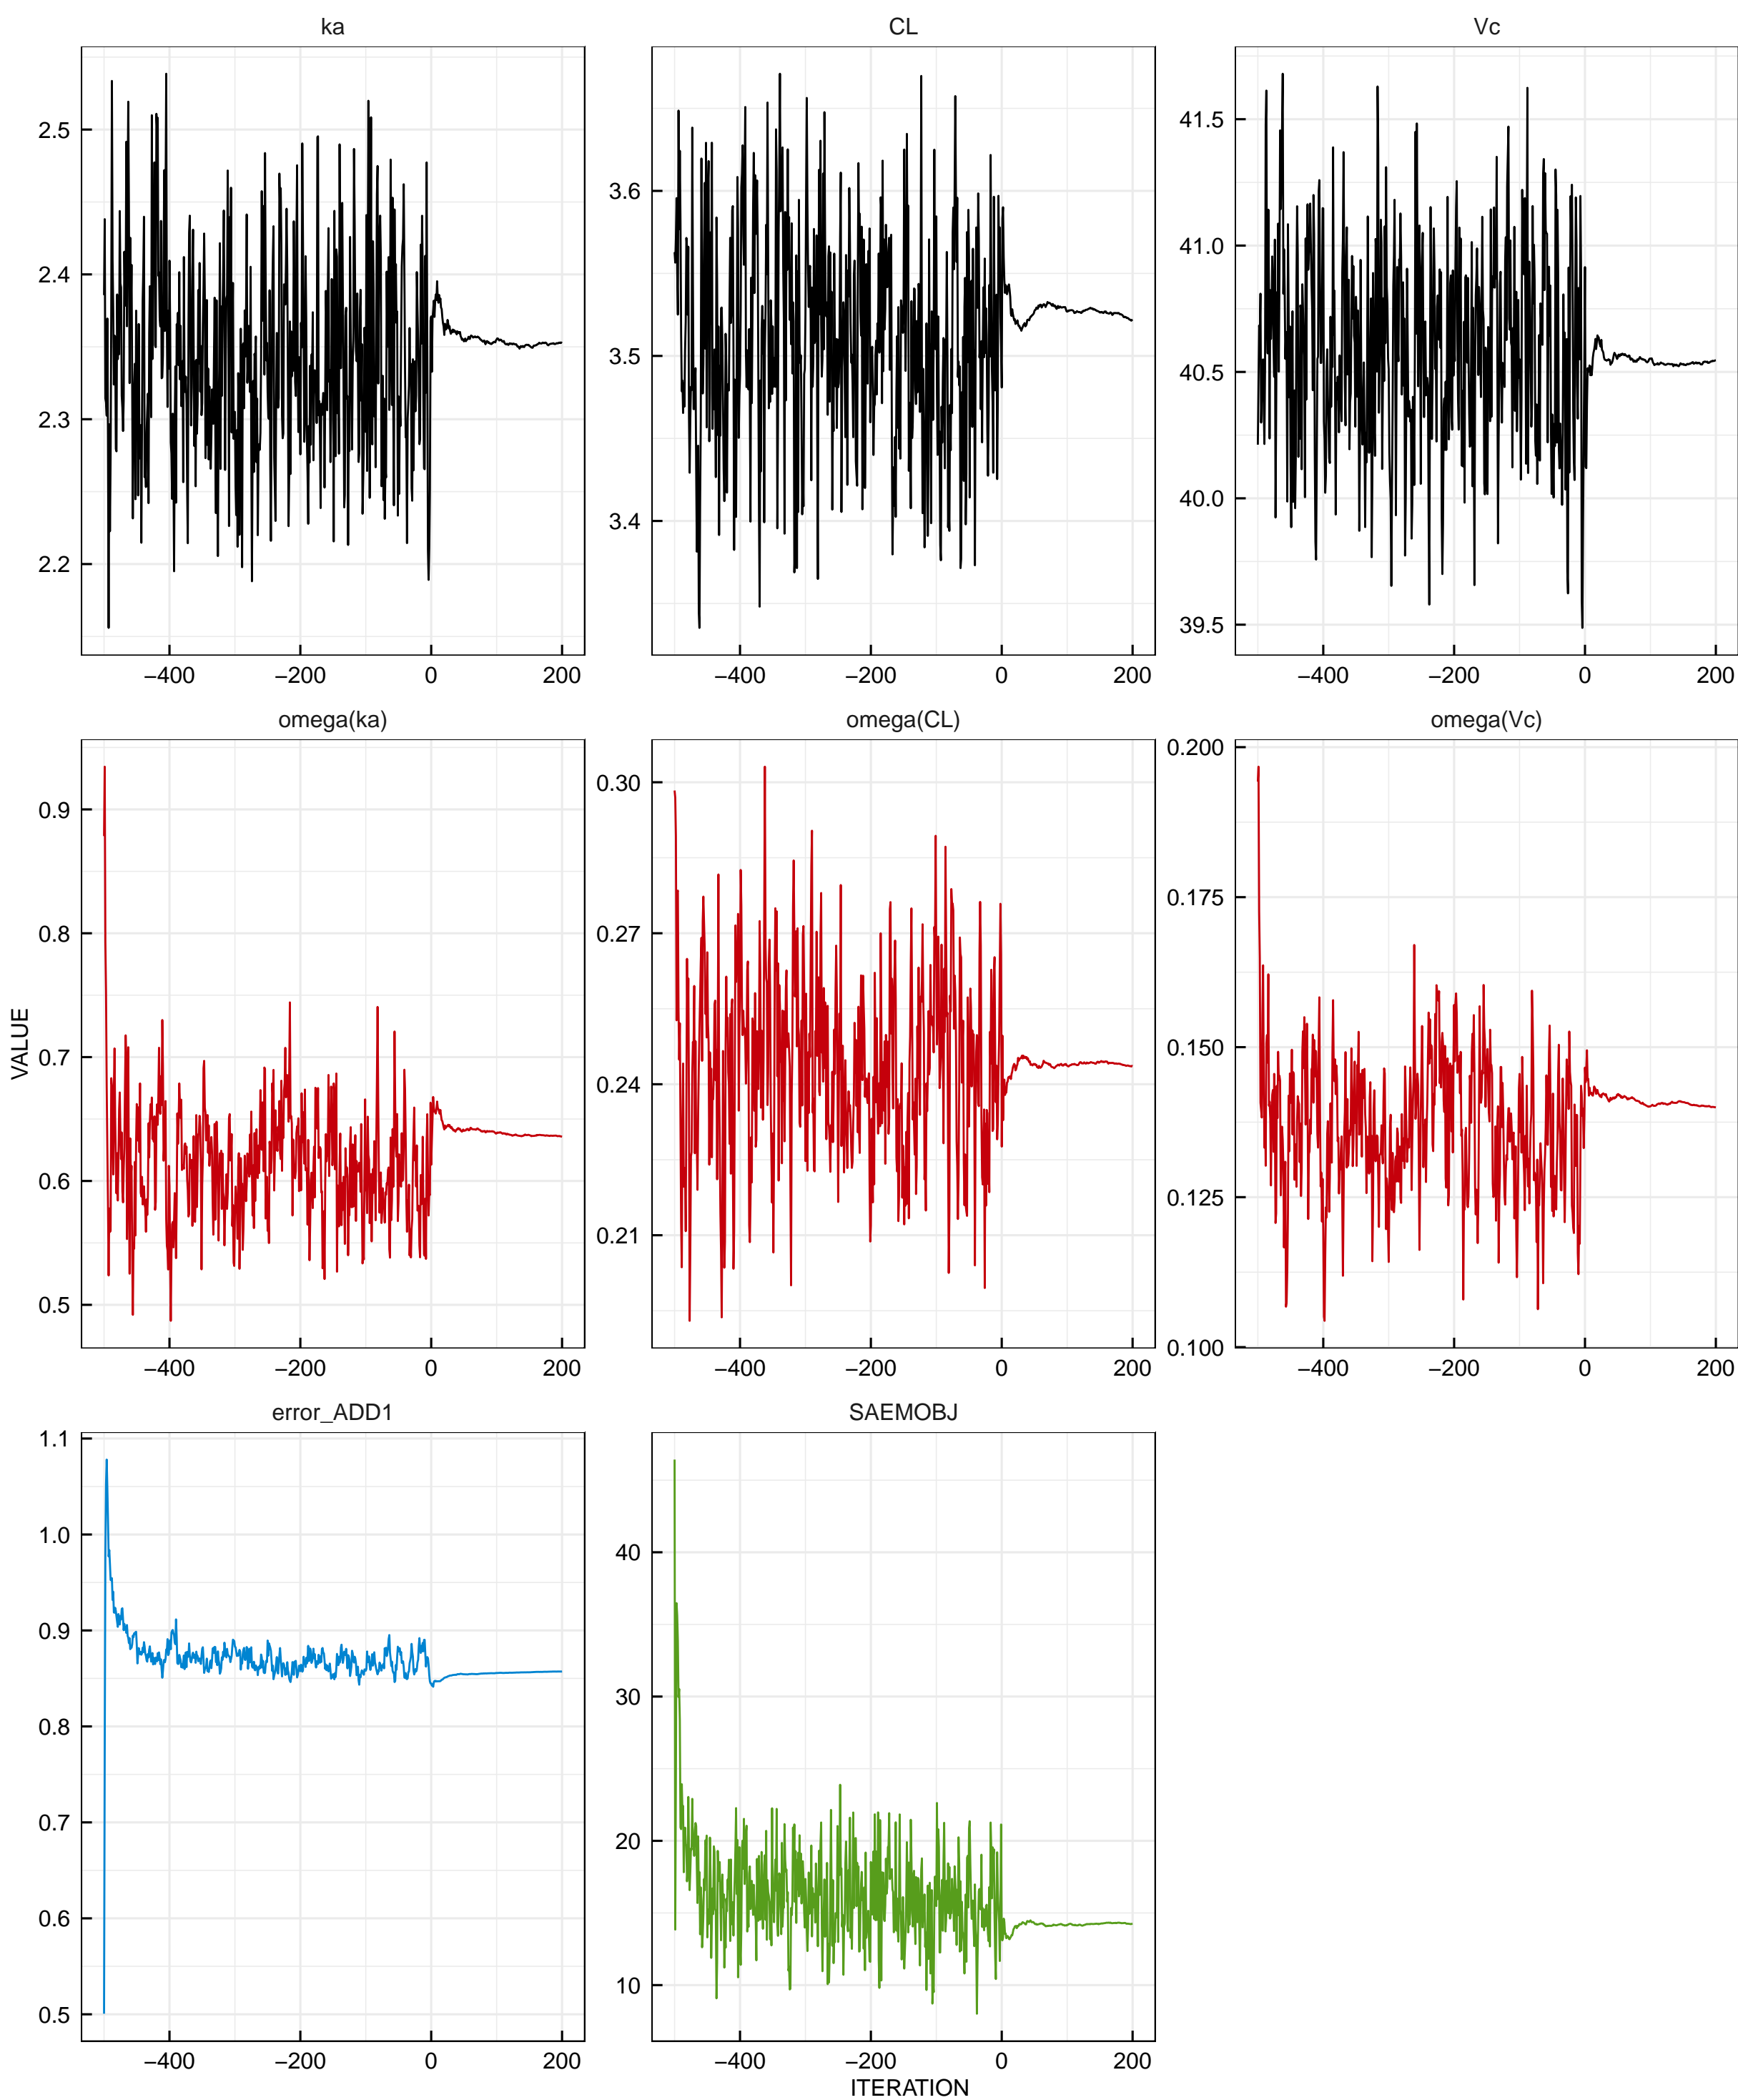 ka CL Vc
2.5 3.6 41.5
2.4 3.5 41.0
2.3 3.4 40.5
2.2 40.0
39.5
−400 −200 0 200 −400 −200 0 200 −400 −200 0 200
omega(ka) omega(CL) omega(Vc)
0.9 0.30 0.200
0.8 0.27 0.175
0.7 0.24 0.150
0.6 0.21 0.125
0.5 0.100
VALUE
−400 −200 0 200 −400 −200 0 200 −400 −200 0 200
error_ADD1 SAEMOBJ
1.1 40
1.0 30
0.9 20
0.8 10
0.7
0.6
0.5
−400 −200 0 200 −400 −200 0 200
ITERATION